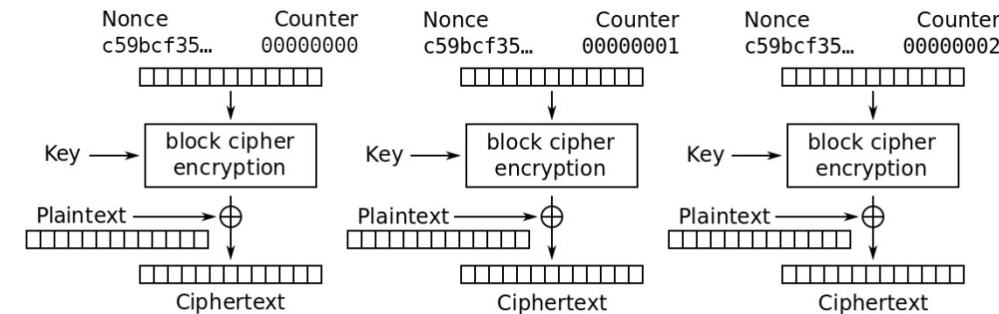 Nonce Counter Nonce Counter Nonce Counter
c59bcf35… 00000000 c59bcf35… 00000001 c59bcf35… 00000002
block cipher block cipher block cipher
Key encryption Key encryption Key encryption
Plaintext Plaintext Plaintext
Ciphertext Ciphertext Ciphertext